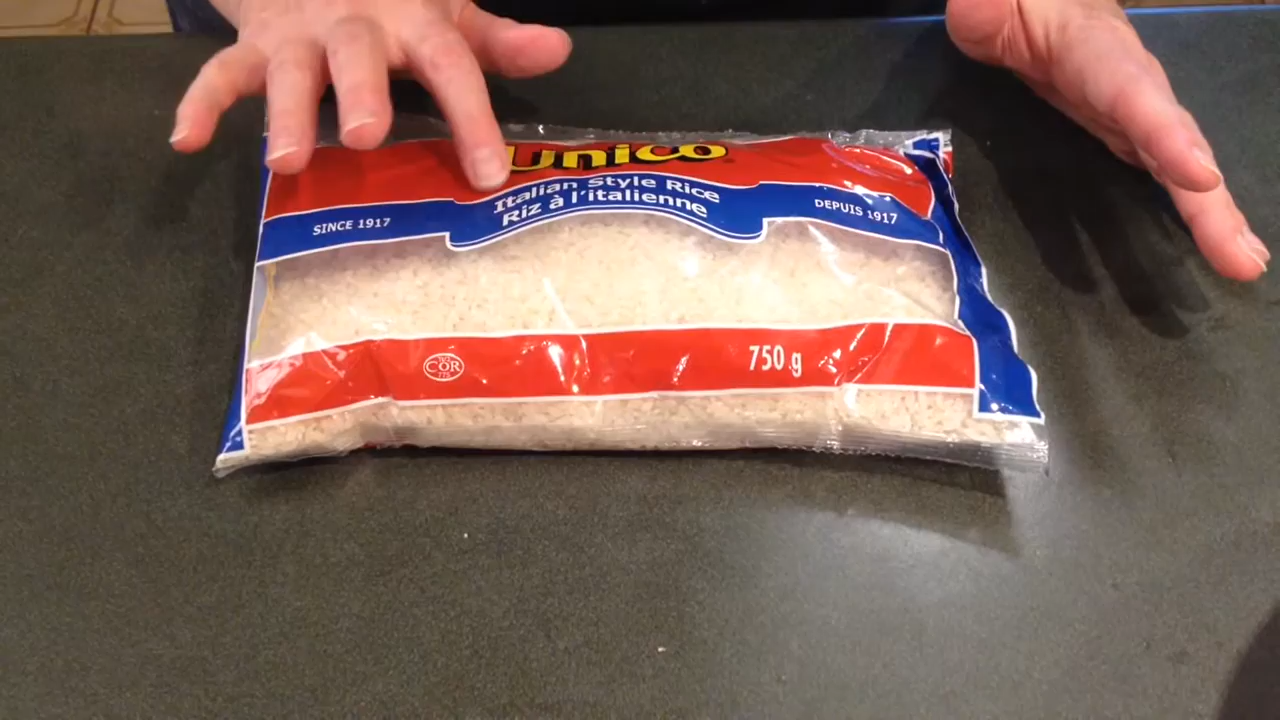 Unico
Italian Style Rice
Riz à l'italienne
SINCE 1917
DEPUIS 1917
COR
750 g